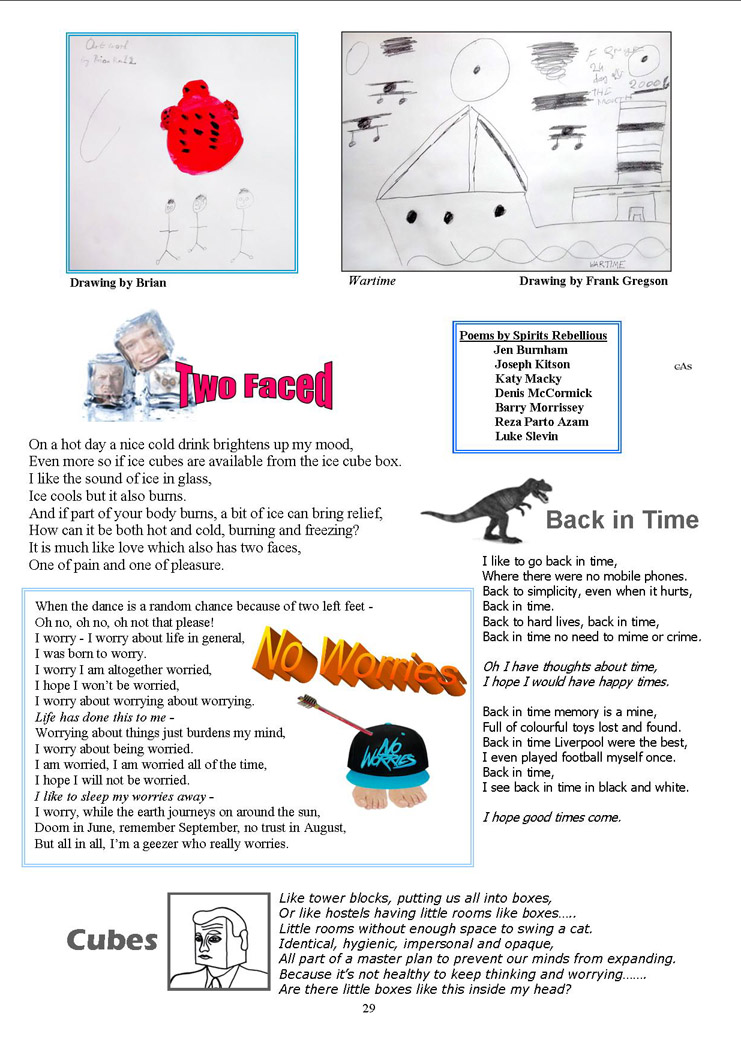 Art work
by Brian
24
day
2000
THE
WARTIME
Drawing by Brian
Wartime
Drawing by Frank Gregson
Two Faced
Poems by Spirits Rebellious
Jen Burnham
Joseph Kitson
Katy Macky
Denis McCormick
Barry Morrissey
Reza Parto Azam
Luke Slevin
cAs
On a hot day a nice cold drink brightens up my mood,
Even more so if ice cubes are available from the ice cube box.
I like the sound of ice in glass,
Ice cools but it also burns.
And if part of your body burns, a bit of ice can bring relief,
How can it be both hot and cold, burning and freezing?
It is much like love which also has two faces,
One of pain and one of pleasure.
Back in Time
I like to go back in time,
Where there were no mobile phones.
Back to simplicity, even when it hurts,
Back in time.
Back to hard lives, back in time,
Back in time no need to mime or crime.
Oh I have thoughts about time,
I hope I would have happy times.
Back in time memory is a mine,
Full of colourful toys lost and found.
Back in time Liverpool were the best,
I even played football myself once.
Back in time,
I see back in time in black and white.
I hope good times come.
When the dance is a random chance because of two left feet -
Oh no, oh no, oh not that please!
I worry - I worry about life in general,
I was born to worry.
I worry I am altogether worried,
I hope I won't be worried,
I worry about worrying about worrying.
Life has done this to me -
Worrying about things just burdens my mind,
I worry about being worried.
I am worried, I am worried all of the time,
I hope I will not be worried.
I like to sleep my worries away -
I worry, while the earth journeys on around the sun,
Doom in June, remember September, no trust in August,
But all in all, I'm a geezer who really worries.
No Worries
NO
WORRIES
Cubes
Like tower blocks, putting us all into boxes,
Or like hostels having little rooms like boxes…..
Little rooms without enough space to swing a cat.
Identical, hygienic, impersonal and opaque,
All part of a master plan to prevent our minds from expanding.
Because it's not healthy to keep thinking and worrying…….
Are there little boxes like this inside my head?
29